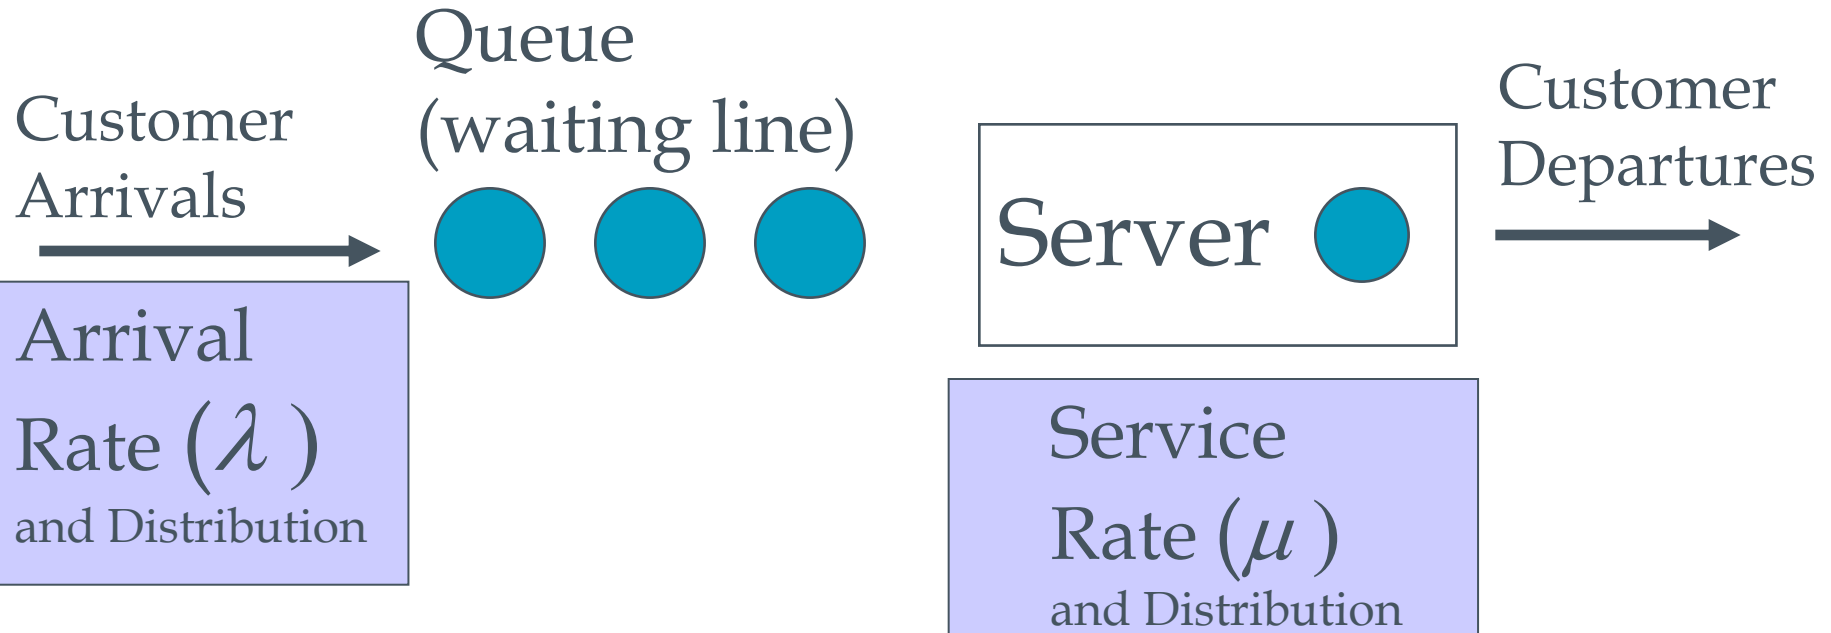 Customer
Arrivals
Queue
(waiting line)
Server
Customer
Departures
Arrival
Rate (λ )
and Distribution
Service
Rate (μ )
and Distribution